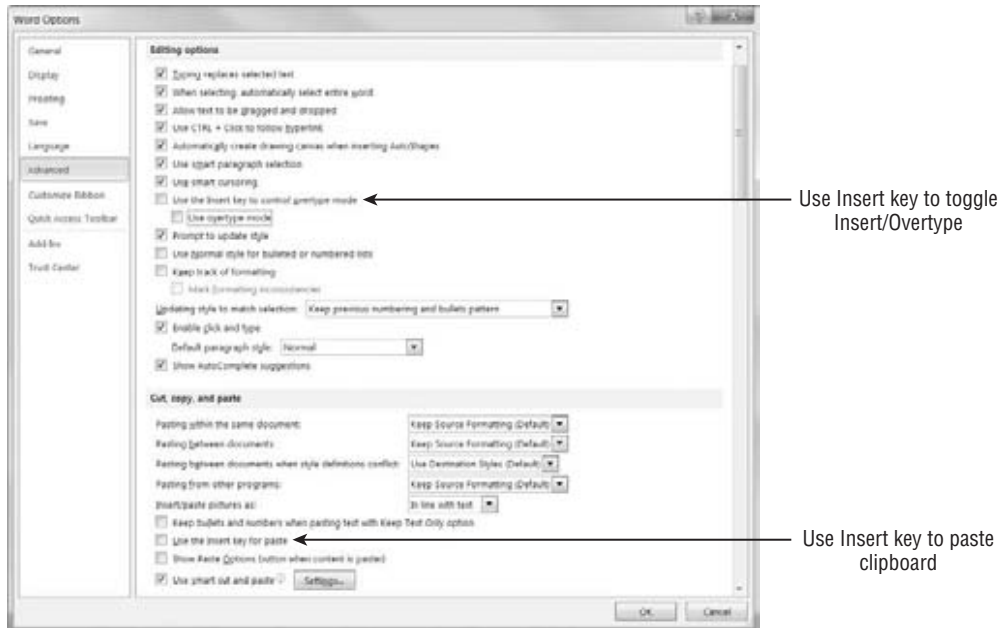 Word Options
General
Display
Proofing
Save
Language
Advanced
Customize Ribbon
Quick Access Toolbar
Add-Ins
Trust Center
Editing options
Typing replaces selected text
When selecting, automatically select entire word
Allow text to be dragged and dropped
Use CTRL + Click to follow hyperlink
Automatically create drawing canvas when inserting AutoShapes
Use smart paragraph selection
Use smart cursoring
Use the Insert key to control overtype mode
Use overtype mode
Prompt to update style
Use Normal style for bulleted or numbered lists
Keep track of formatting
Mark formatting inconsistencies
Updating style to match selection: Keep previous numbering and bullets pattern
Enable click and type
Default paragraph style: Normal
Show AutoComplete suggestions
Cut, copy, and paste
Pasting within the same document: Keep Source Formatting (Default)
Pasting between documents: Keep Source Formatting (Default)
Pasting between documents when style definitions conflict: Use Destination Styles (Default)
Pasting from other programs: Keep Source Formatting (Default)
Insert/paste pictures as: In line with text
Keep bullets and numbers when pasting text with Keep Text Only option
Use the Insert key for paste
Show Paste Options button when content is pasted
Use smart cut and paste Settings...
OK Cancel
Use Insert key to toggle
Insert/Overtype
Use Insert key to paste
clipboard